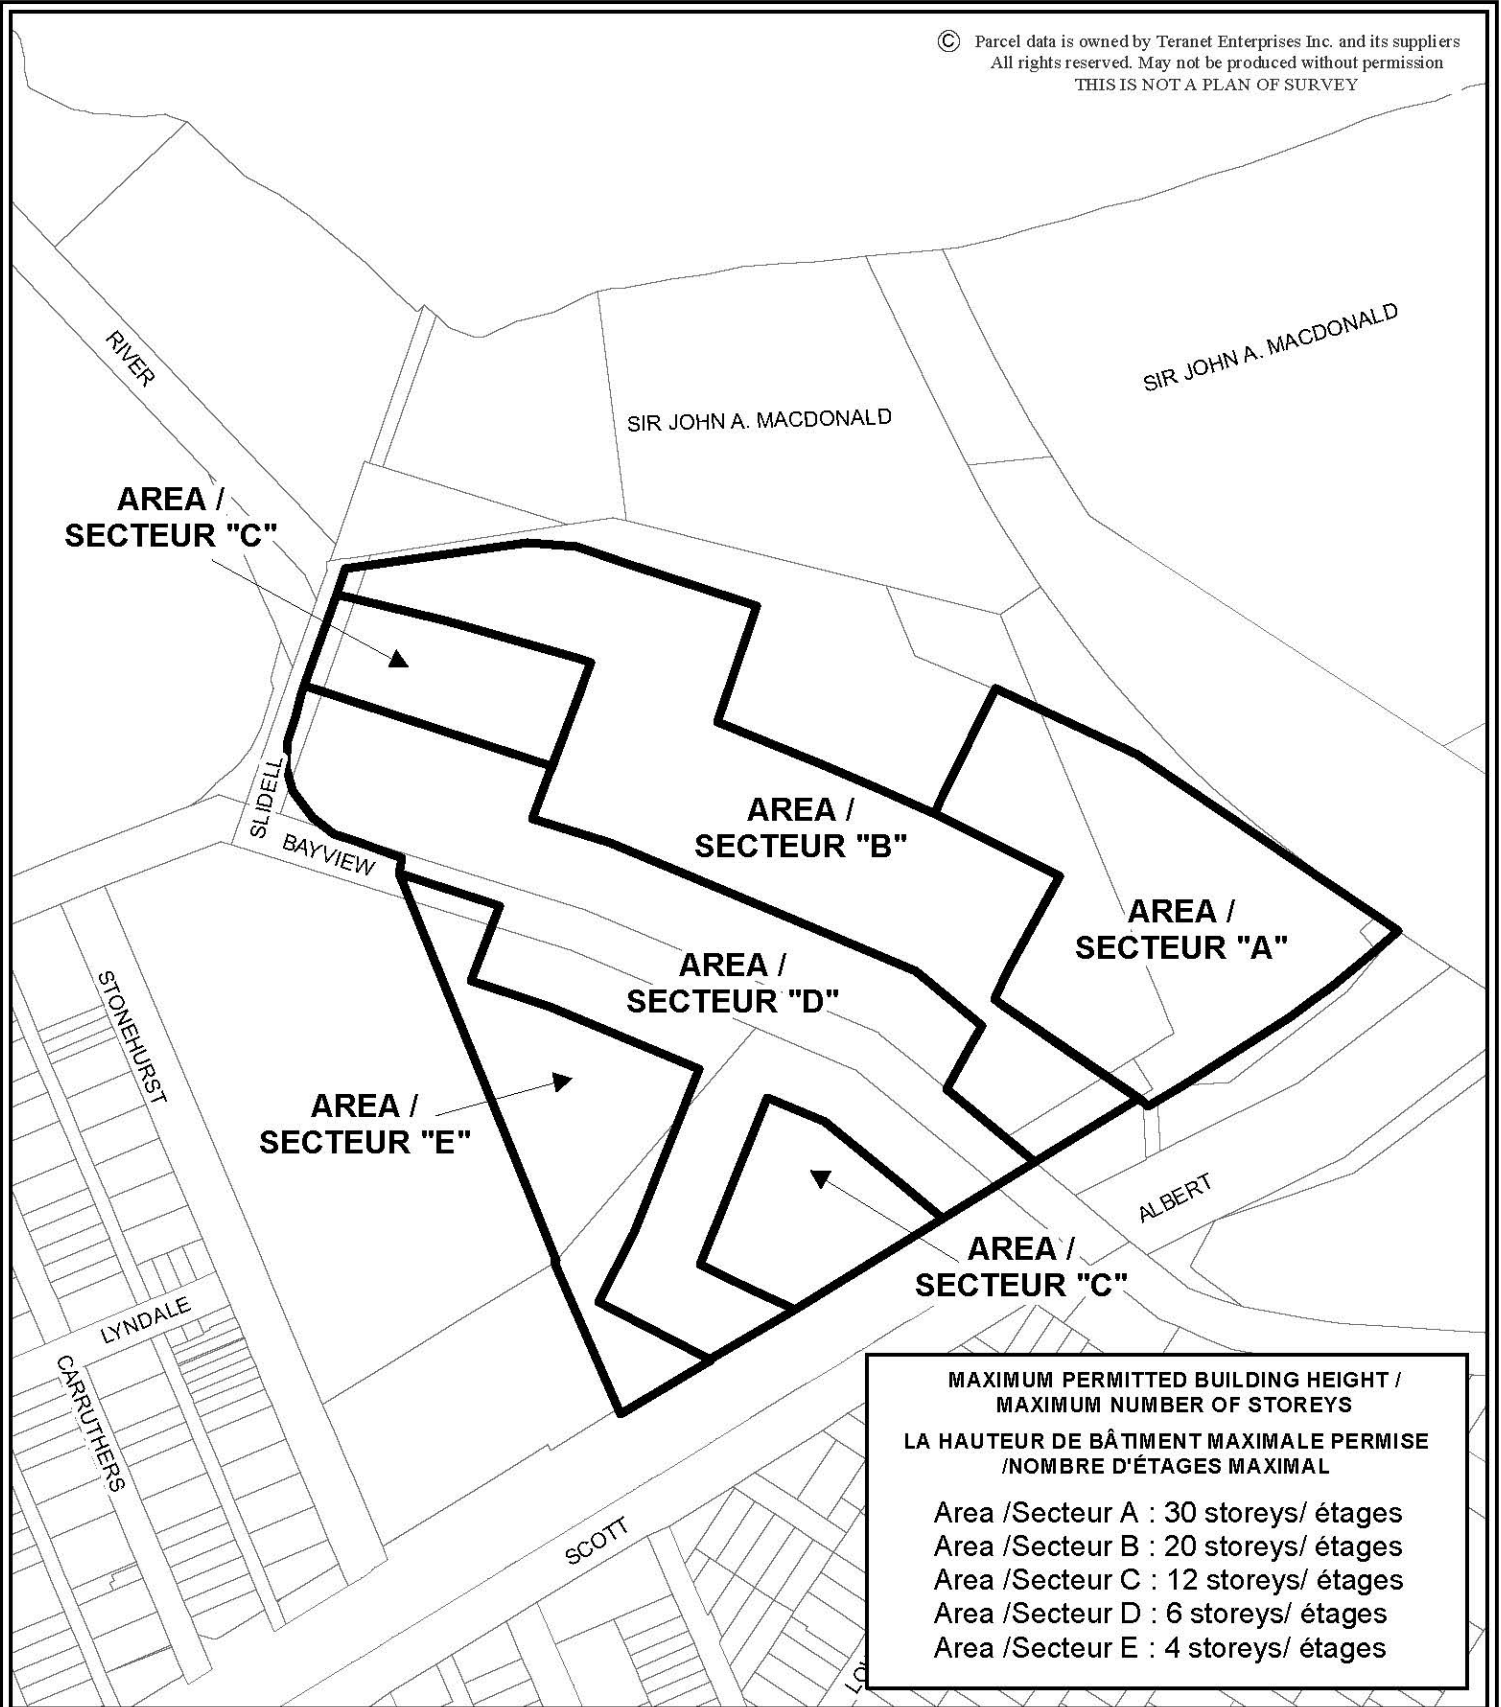 © Parcel data is owned by Teranet Enterprises Inc. and its suppliers
All rights reserved. May not be produced without permission
THIS IS NOT A PLAN OF SURVEY
RIVER
SIR JOHN A. MACDONALD
SIR JOHN A. MACDONALD
AREA /
SECTEUR "C"
SLIDELL
BAYVIEW
AREA /
SECTEUR "B"
AREA /
SECTEUR "A"
AREA /
SECTEUR "D"
STONEHURST
AREA /
SECTEUR "E"
ALBERT
AREA /
SECTEUR "C"
LYNDALE
CARRUTHERS
SCOTT
MAXIMUM PERMITTED BUILDING HEIGHT /
MAXIMUM NUMBER OF STOREYS
LA HAUTEUR DE BÂTIMENT MAXIMALE PERMISE
/NOMBRE D'ÉTAGES MAXIMAL
Area /Secteur A : 30 storeys/ étages
Area /Secteur B : 20 storeys/ étages
Area /Secteur C : 12 storeys/ étages
Area /Secteur D : 6 storeys/ étages
Area /Secteur E : 4 storeys/ étages